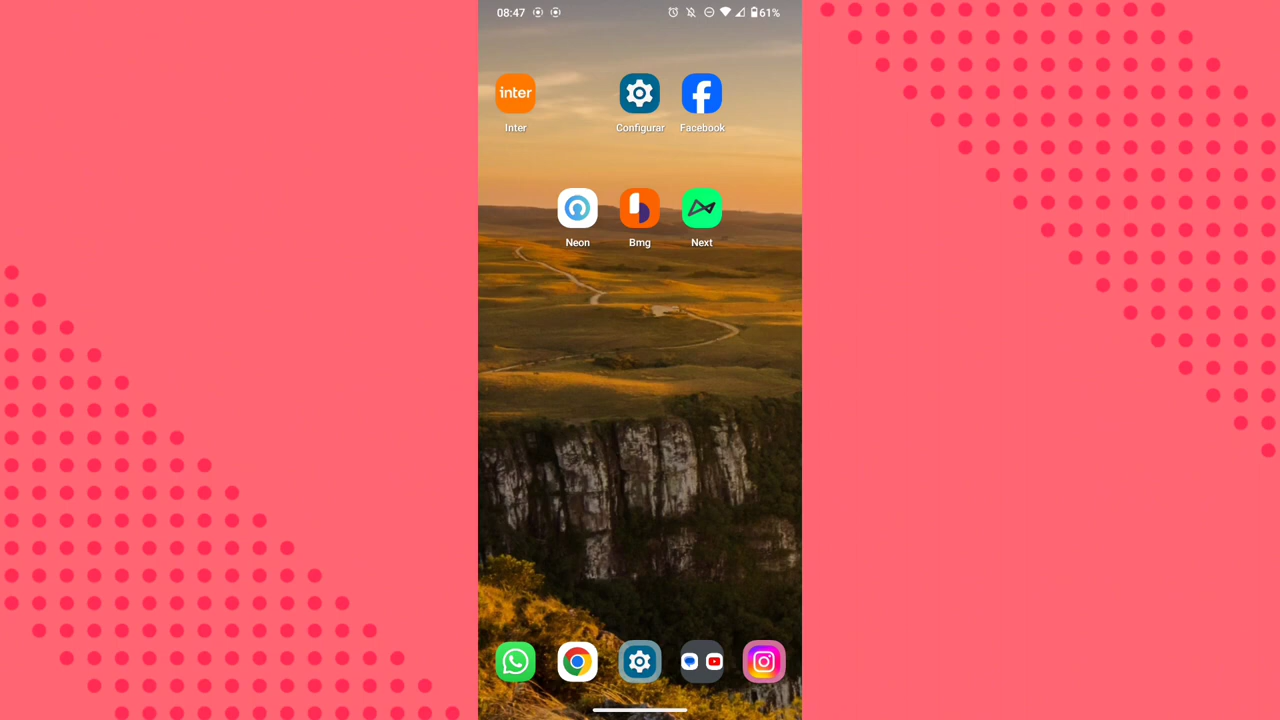 08:47
61%
inter
Inter
Configurar
Facebook
Neon
Bmg
Next